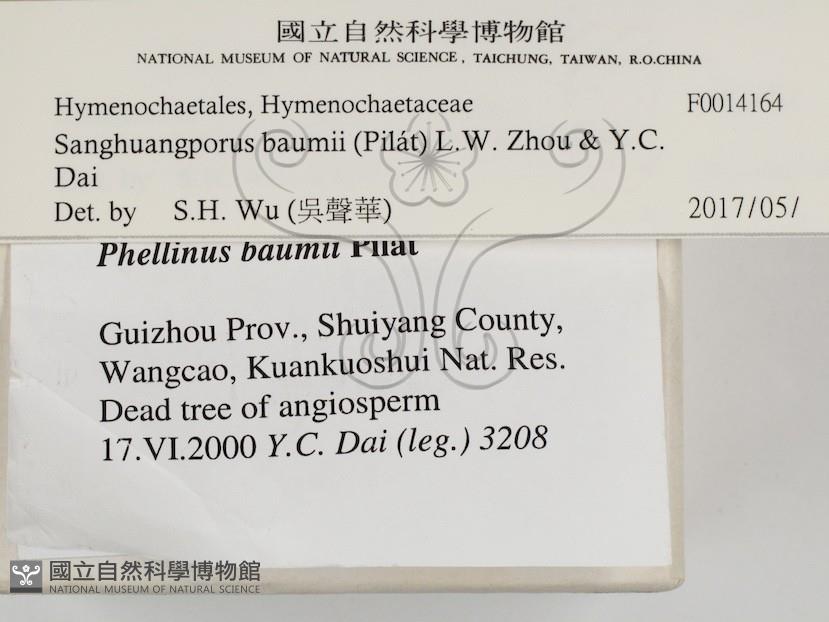 國立自然科學博物館
NATIONAL MUSEUM OF NATURAL SCIENCE, TAICHUNG, TAIWAN, R.O.CHINA
Hymenochaetales, Hymenochaetaceae F0014164
Sanghuangporus baumii (Pilát) L.W. Zhou & Y.C.
Dai
Det. by S.H. Wu (吳聲華) 2017/05/
Phellinus baumii Pilát
Guizhou Prov., Shuiyang County,
Wangcao, Kuankuoshui Nat. Res.
Dead tree of angiosperm
17.VI.2000 Y.C. Dai (leg.) 3208
國立自然科學博物館
NATIONAL MUSEUM OF NATURAL SCIENCE